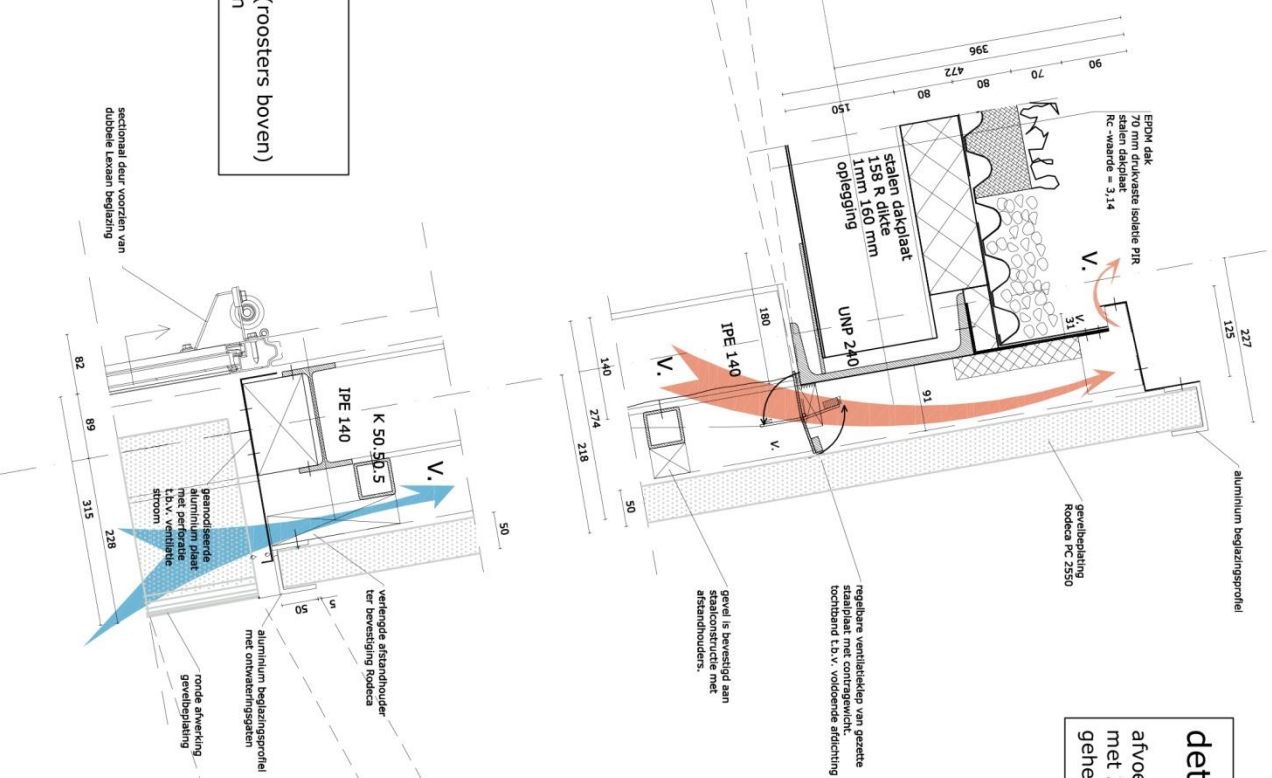 (roosters boven)
n
sectionaal deur voorzien van
dubbele Lexaan beglazing
EPDM dak
70 mm drukvaste isolatie PIR
stalen dakplaat
Rc -waarde = 3,14
396
472
90
70
80
80
150
stalen dakplaat
158 R dikte
1mm 160 mm
oplegging
V.
V.
31
227
125
UNP 240
180
IPE 140
V.
V.
91
140
274
218
50
aluminium beglazingsprofiel
gevelbeplating
Rodeca PC 2550
regelbare ventilatieklep van gezette
staalplaat met contragewicht.
tochtband t.b.v. voldoende afdichting
gevel is bevestigd aan
staalconstructie met
afstandhouders.
IPE 140
K 50.50.5
V.
50
82
89
315
228
geanodiseerde
aluminium plaat
met perforatie
t.b.v. ventilatie
stroom
50
5
verlengde afstandhouder
ter bevestiging Rodeca
aluminium beglazingsprofiel
met ontwateringsgaten
ronde afwerking
gevelbeplating
det
afvoe
met
gehe